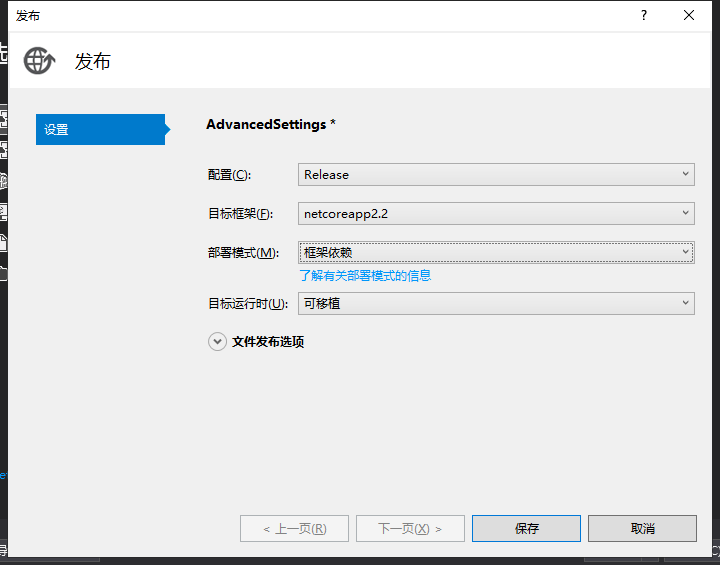 发布
?
发布
设置
AdvancedSettings *
配置(C):
Release
目标框架(F):
netcoreapp2.2
部署模式(M):
框架依赖
了解有关部署模式的信息
目标运行时(U):
可移植
文件发布选项
< 上一页(R)
下一页(X) >
保存
取消